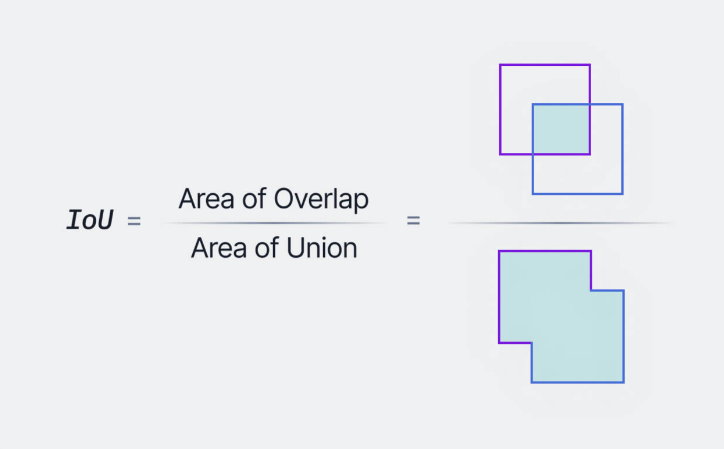 IoU =
Area of Overlap
Area of Union
=